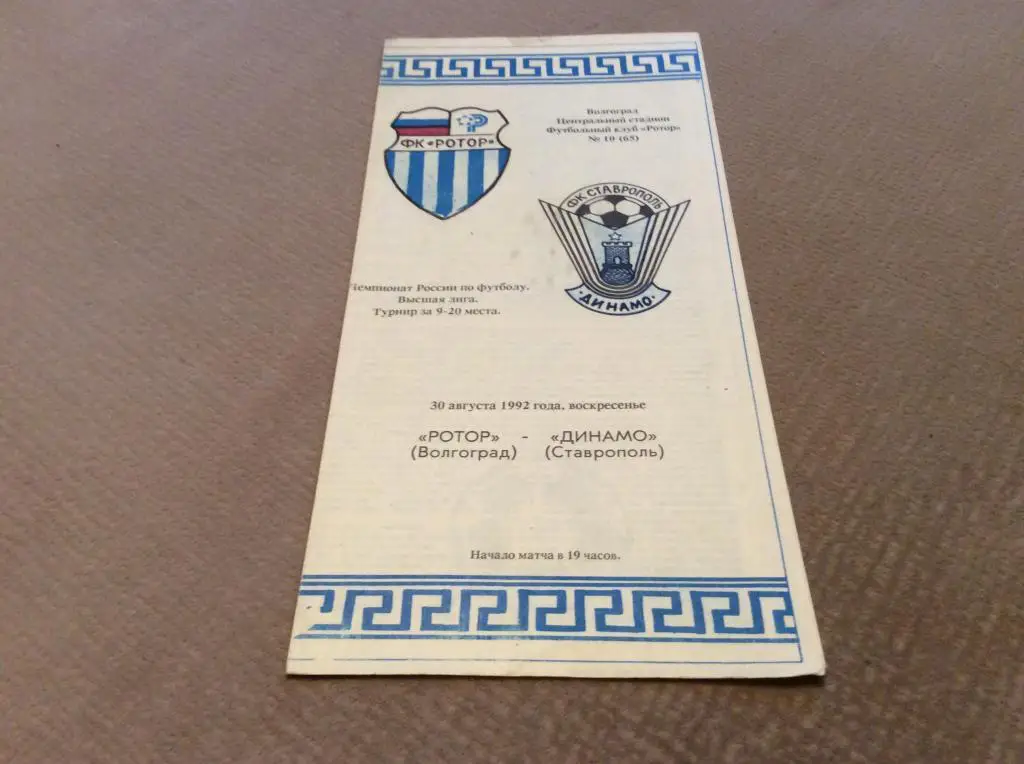 Волгоград
Центральный стадион
Футбольный клуб «Ротор»
№ 10 (65)
ФК «РОТОР»
ФК СТАВРОПОЛЬ
·ДИНАМО·
Чемпионат России по футболу.
Высшая лига.
Турнир за 9-20 места.
30 августа 1992 года, воскресенье
«РОТОР» - «ДИНАМО»
(Волгоград) (Ставрополь)
Начало матча в 19 часов.